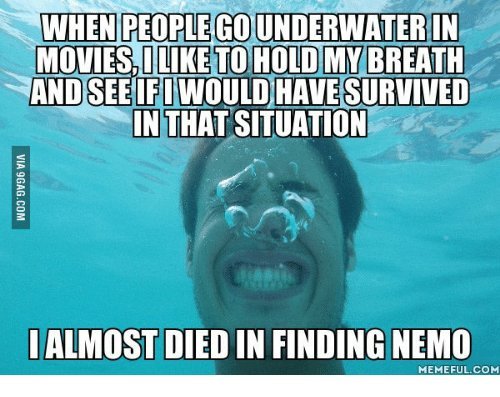 WHEN PEOPLE GO UNDERWATER IN
MOVIES, I LIKE TO HOLD MY BREATH
AND SEE IF I WOULD HAVE SURVIVED
IN THAT SITUATION
VIA 9GAG.COM
I ALMOST DIED IN FINDING NEMO
MEMEFUL.COM